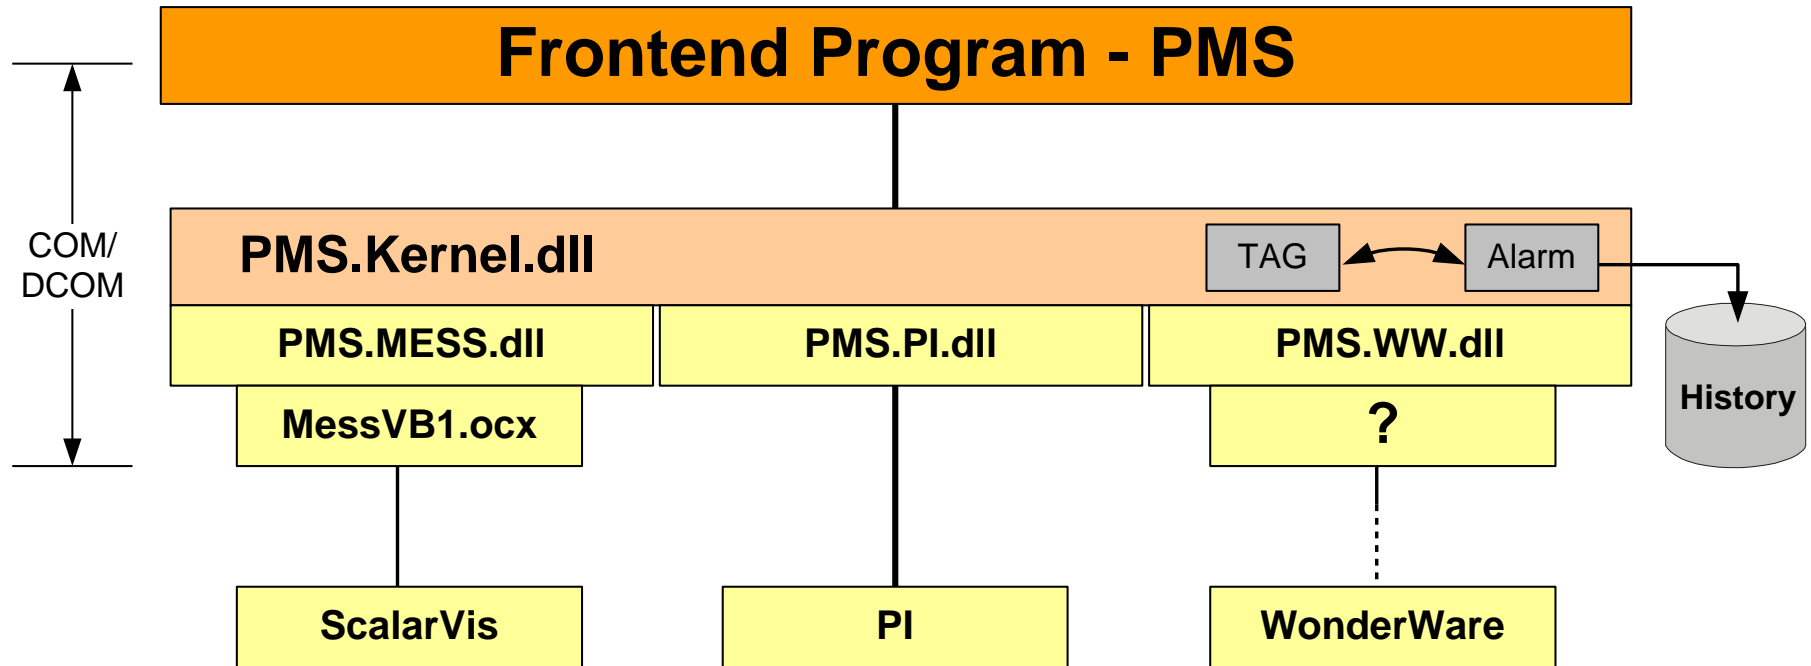 Frontend Program - PMS
COM/
DCOM
PMS.Kernel.dll
TAG
Alarm
PMS.MESS.dll
PMS.PI.dll
PMS.WW.dll
History
MessVB1.ocx
?
ScalarVis
PI
WonderWare